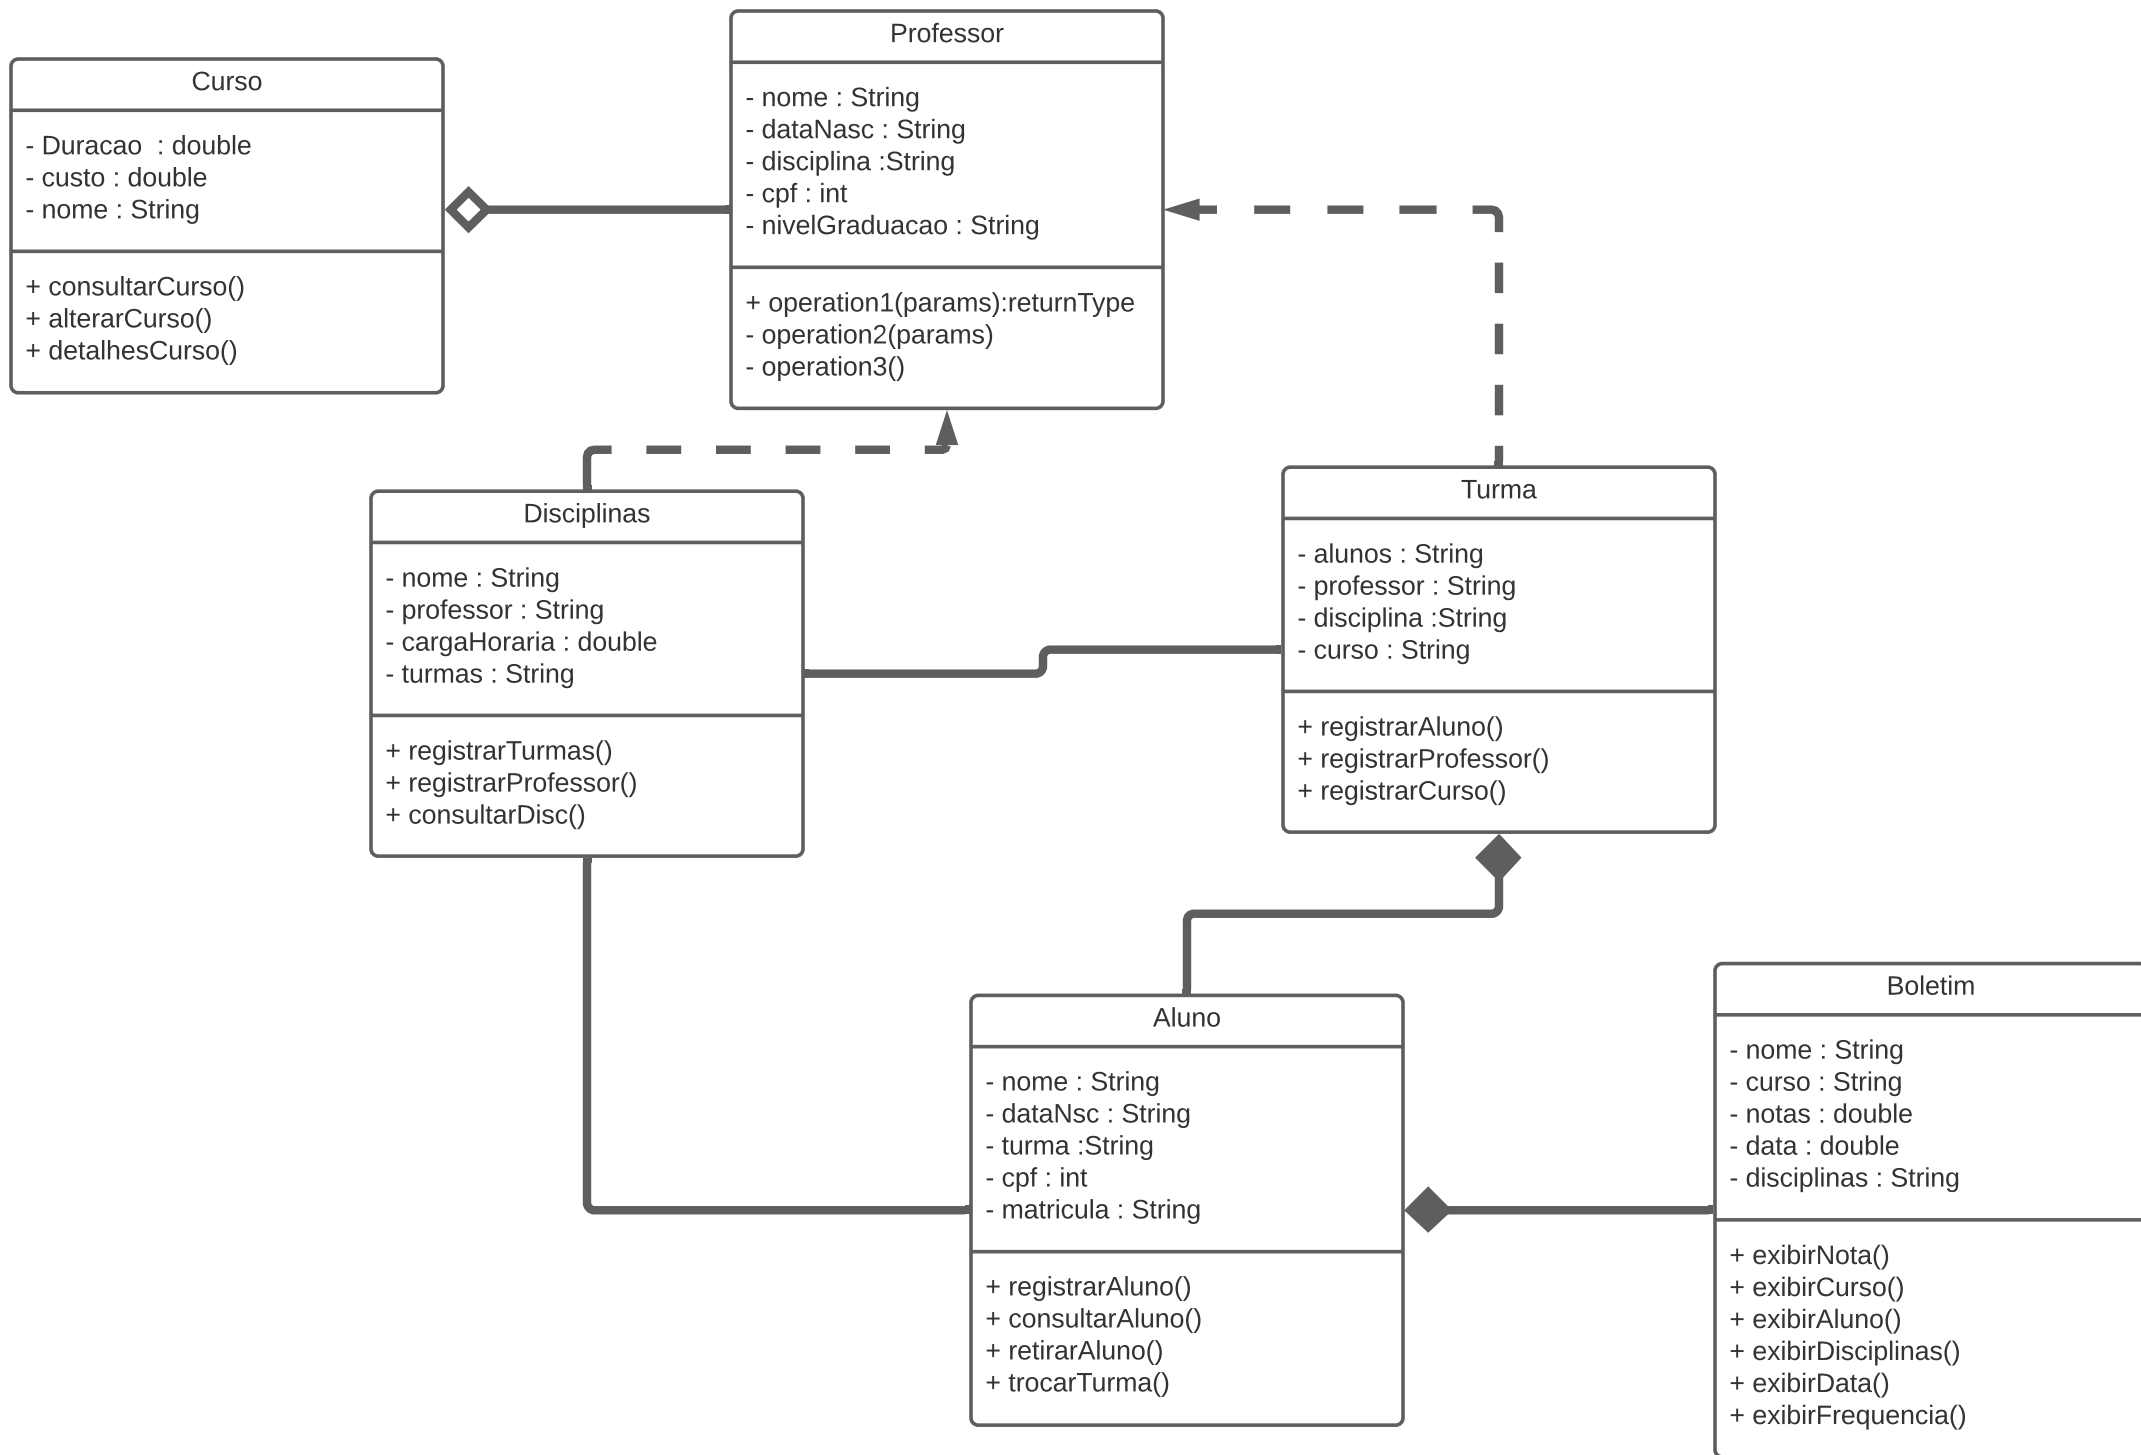 Professor
- nome : String
- dataNasc : String
- disciplina :String
- cpf : int
- nivelGraduacao : String
+ operation1(params):returnType
- operation2(params)
- operation3()
Curso
- Duracao  : double
- custo : double
- nome : String
+ consultarCurso()
+ alterarCurso()
+ detalhesCurso()
Disciplinas
- nome : String
- professor : String
- cargaHoraria : double
- turmas : String
+ registrarTurmas()
+ registrarProfessor()
+ consultarDisc()
Turma
- alunos : String
- professor : String
- disciplina :String
- curso : String
+ registrarAluno()
+ registrarProfessor()
+ registrarCurso()
Aluno
- nome : String
- dataNsc : String
- turma :String
- cpf : int
- matricula : String
+ registrarAluno()
+ consultarAluno()
+ retirarAluno()
+ trocarTurma()
Boletim
- nome : String
- curso : String
- notas : double
- data : double
- disciplinas : String
+ exibirNota()
+ exibirCurso()
+ exibirAluno()
+ exibirDisciplinas()
+ exibirData()
+ exibirFrequencia()